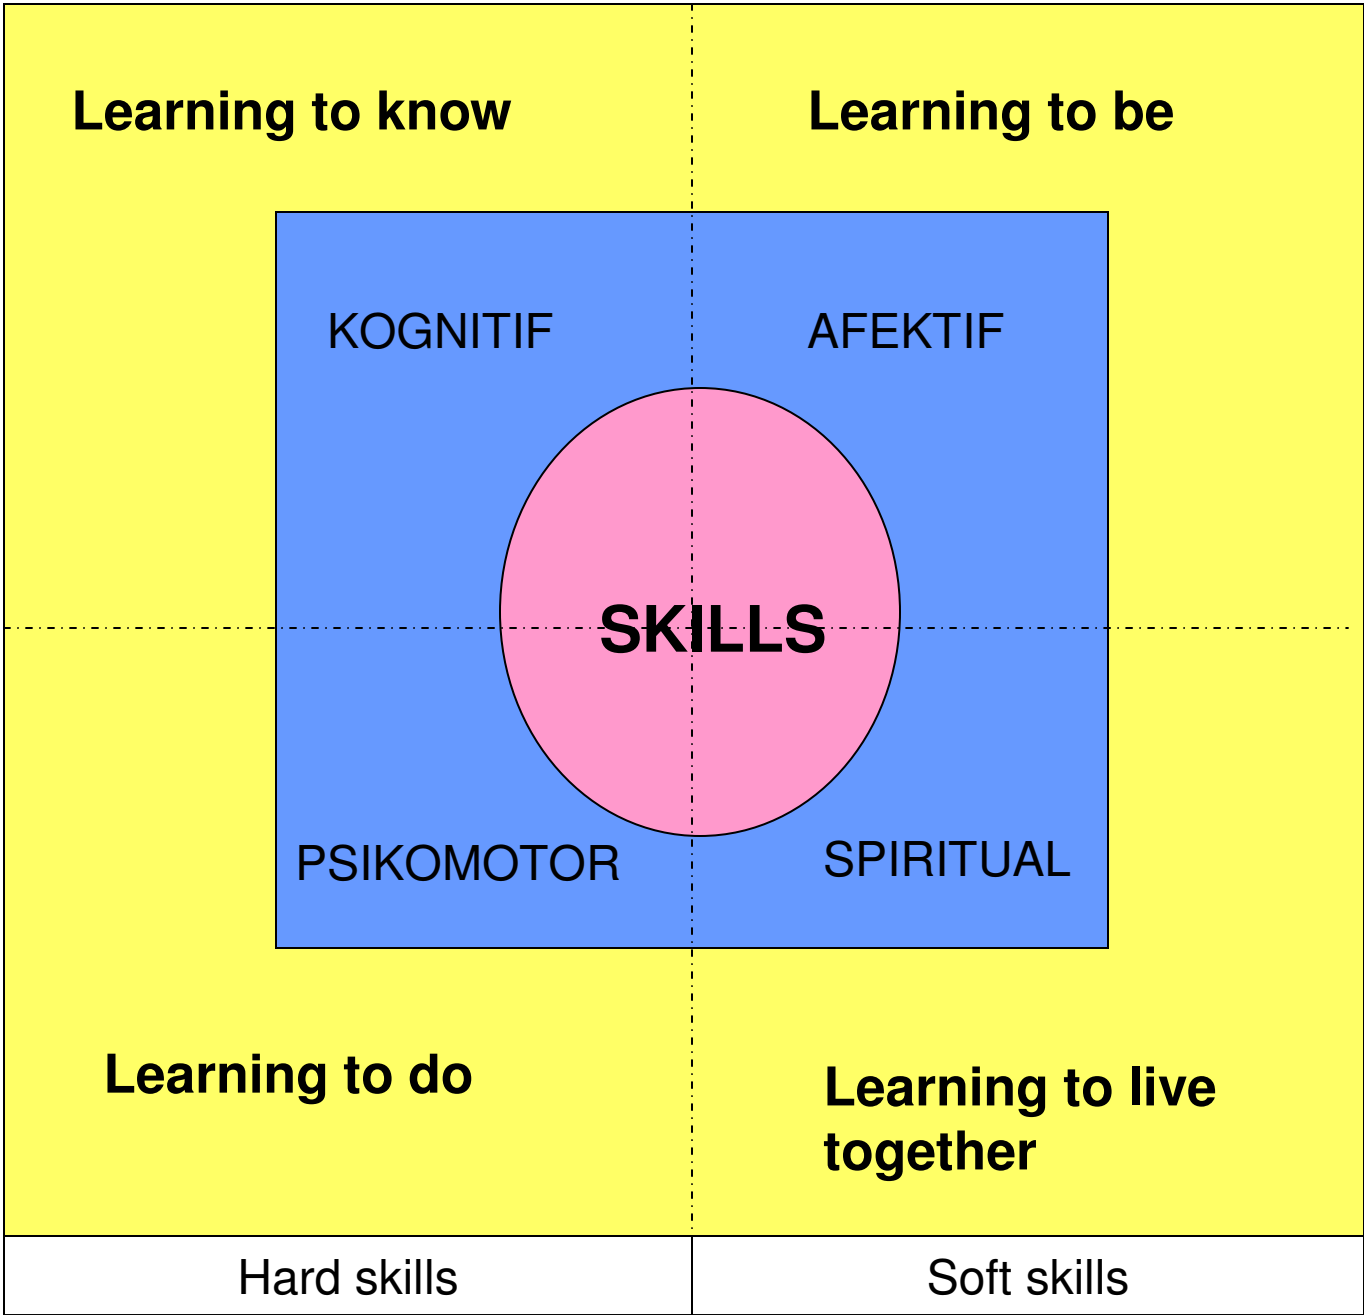 Learning to know
Learning to be
KOGNITIF
AFEKTIF
SKILLS
PSIKOMOTOR
SPIRITUAL
Learning to do
Learning to live
together
Hard skills
Soft skills